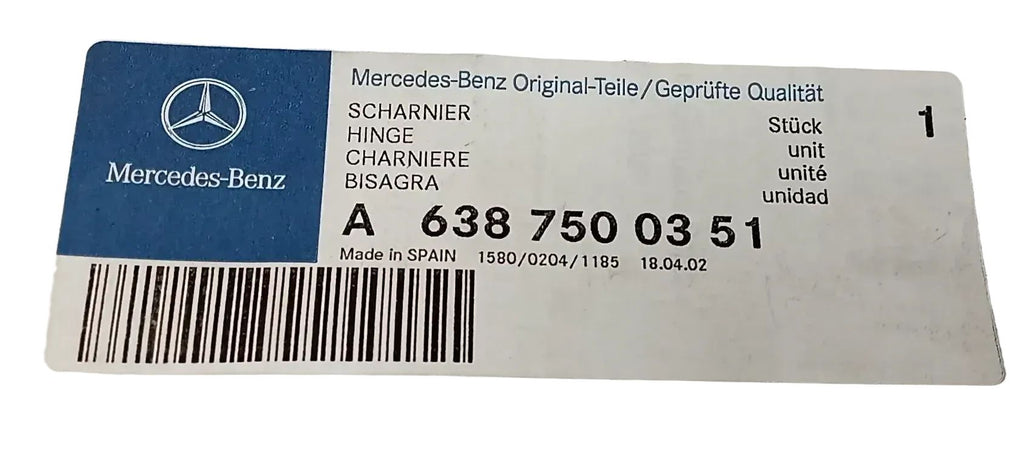 Mercedes-Benz
Mercedes-Benz Original-Teile/Geprüfte Qualität
SCHARNIER
HINGE
CHARNIERE
BISAGRA
Stück
unit
unité
unidad
1
A 638 750 03 51
Made in SPAIN 1580/0204/1185 18.04.02